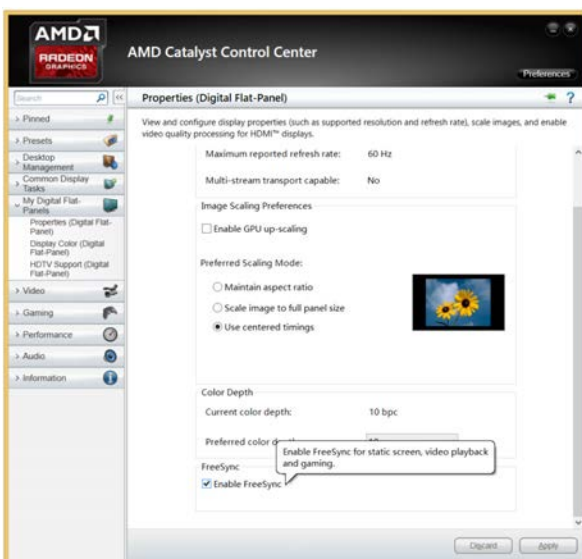 AMD
RADEON
GRAPHICS
AMD Catalyst Control Center
Preferences
Search
Properties (Digital Flat-Panel)
?
Pinned
Presets
Desktop
Management
Common Display
Tasks
My Digital Flat-
Panels
Properties (Digital Flat-
Panel)
Display Color (Digital
Flat-Panel)
HDTV Support (Digital
Flat-Panel)
Video
Gaming
Performance
Audio
Information
View and configure display properties (such as supported resolution and refresh rate), scale images, and enable
video quality processing for HDMI™ displays.
Maximum reported refresh rate: 60 Hz
Multi-stream transport capable: No
Image Scaling Preferences
Enable GPU up-scaling
Preferred Scaling Mode:
Maintain aspect ratio
Scale image to full panel size
Use centered timings
Color Depth
Current color depth: 10 bpc
Preferred color
Enable FreeSync for static screen, video playback
and gaming.
FreeSync
Enable FreeSync
Discard
Apply